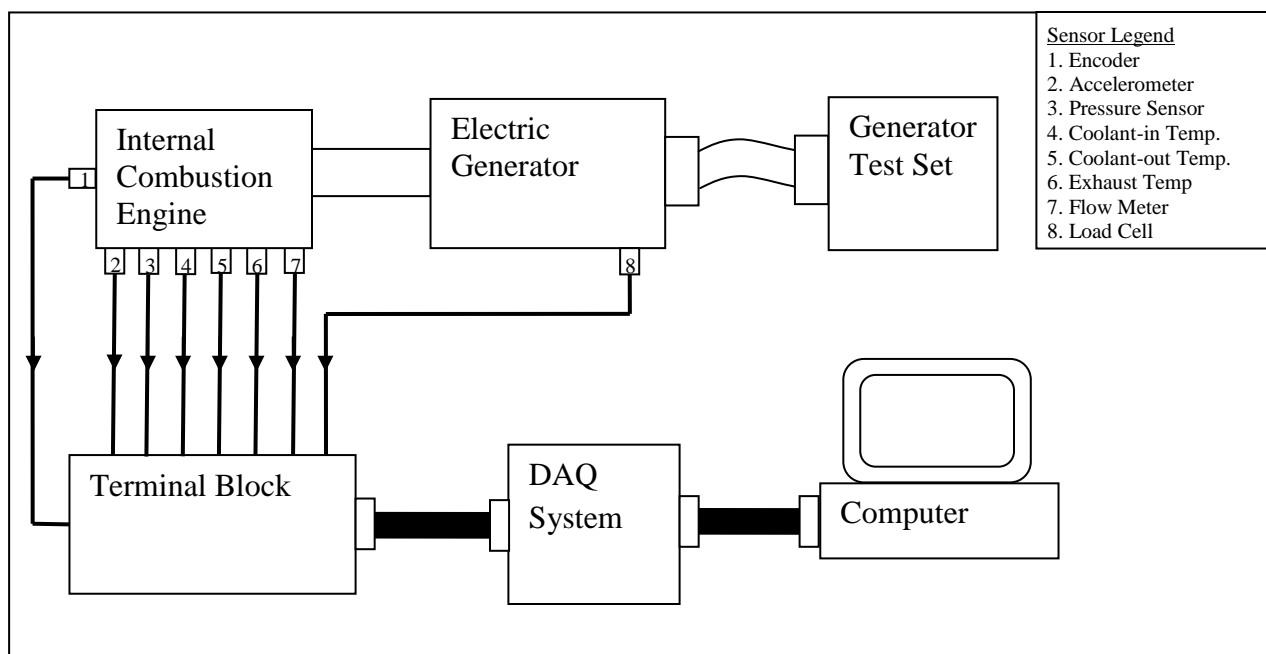 Sensor Legend
1. Encoder
2. Accelerometer
3. Pressure Sensor
4. Coolant-in Temp.
5. Coolant-out Temp.
6. Exhaust Temp
7. Flow Meter
8. Load Cell
Internal
Combustion
Engine
Electric
Generator
Generator
Test Set
1
2 3 4 5 6 7
8
Terminal Block
DAQ
System
Computer